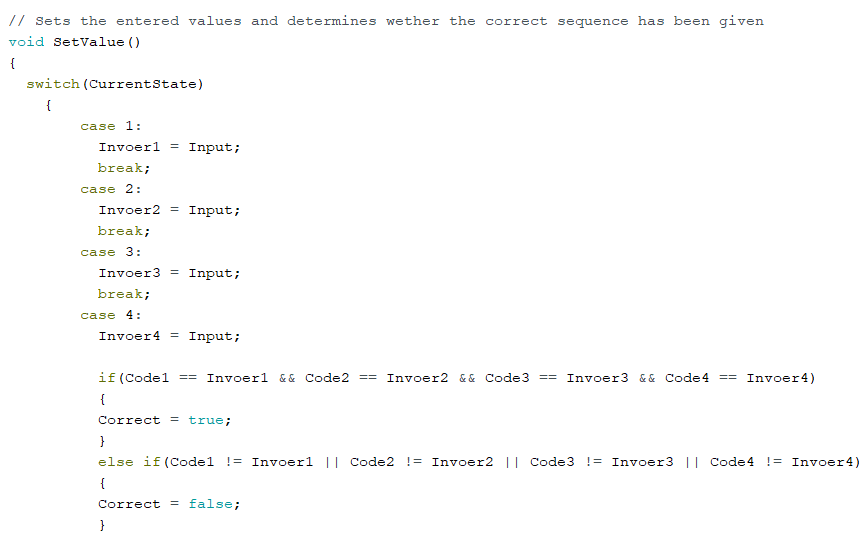 // Sets the entered values and determines wether the correct sequence has been given
void SetValue()
{
switch(CurrentState)
{
case 1:
Invoer1 = Input;
break;
case 2:
Invoer2 = Input;
break;
case 3:
Invoer3 = Input;
break;
case 4:
Invoer4 = Input;
if(Code1 == Invoer1 && Code2 == Invoer2 && Code3 == Invoer3 && Code4 == Invoer4)
{
Correct = true;
}
else if(Code1 != Invoer1 || Code2 != Invoer2 || Code3 != Invoer3 || Code4 != Invoer4)
{
Correct = false;
}